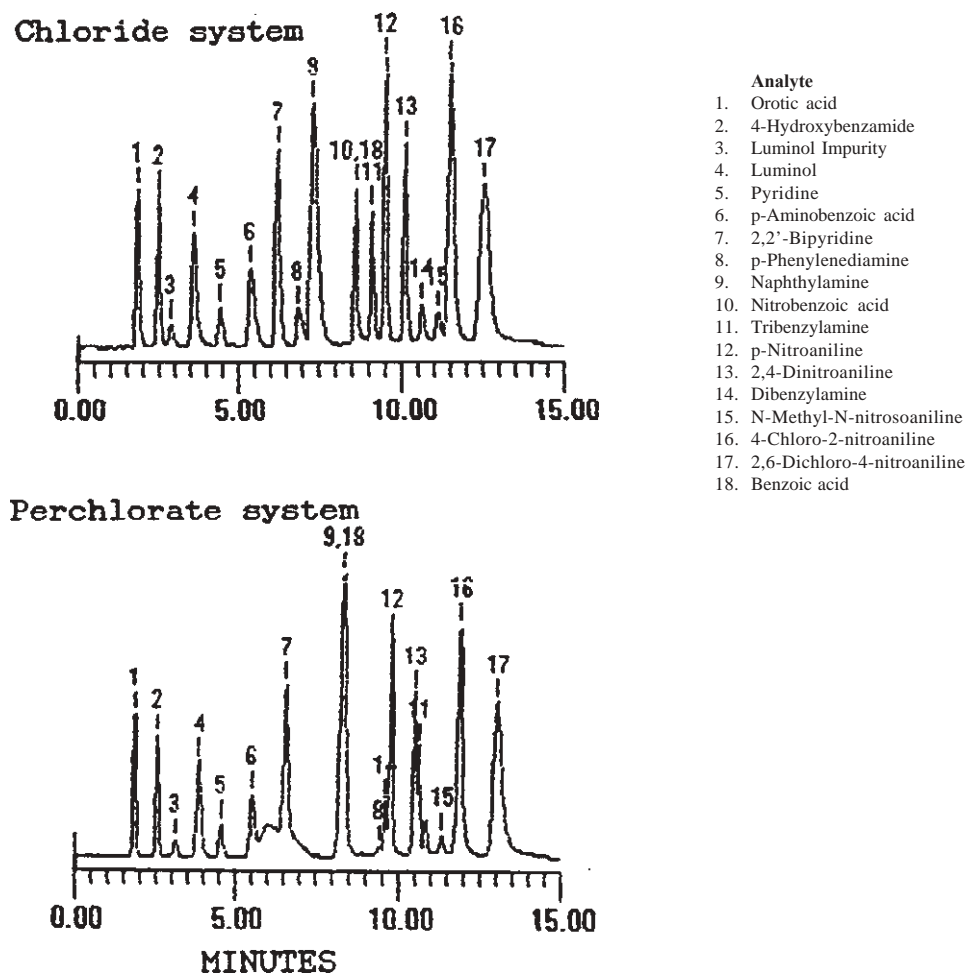 Chloride system
1 2 3 4 5 6 7 8 9 10,18 11 12 13 14 15 16 17
0.00 5.00 10.00 15.00
Analyte
1. Orotic acid
2. 4-Hydroxybenzamide
3. Luminol Impurity
4. Luminol
5. Pyridine
6. p-Aminobenzoic acid
7. 2,2'-Bipyridine
8. p-Phenylenediamine
9. Naphthylamine
10. Nitrobenzoic acid
11. Tribenzylamine
12. p-Nitroaniline
13. 2,4-Dinitroaniline
14. Dibenzylamine
15. N-Methyl-N-nitrosoaniline
16. 4-Chloro-2-nitroaniline
17. 2,6-Dichloro-4-nitroaniline
18. Benzoic acid
Perchlorate system
1 2 3 4 5 6 7 9,18 8 12 13 11 15 16 17
0.00 5.00 10.00 15.00
MINUTES